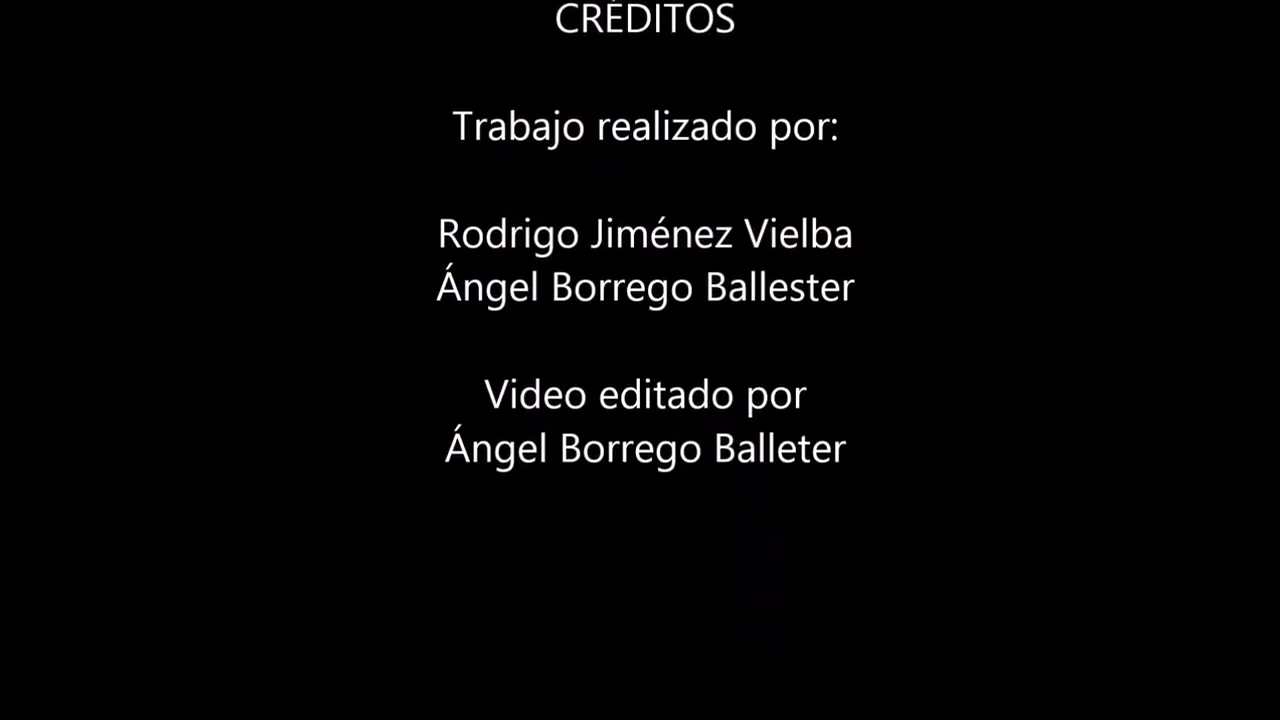 CRÉDITOS
Trabajo realizado por:
Rodrigo Jiménez Vielba
Ángel Borrego Ballester
Video editado por
Ángel Borrego Balleter